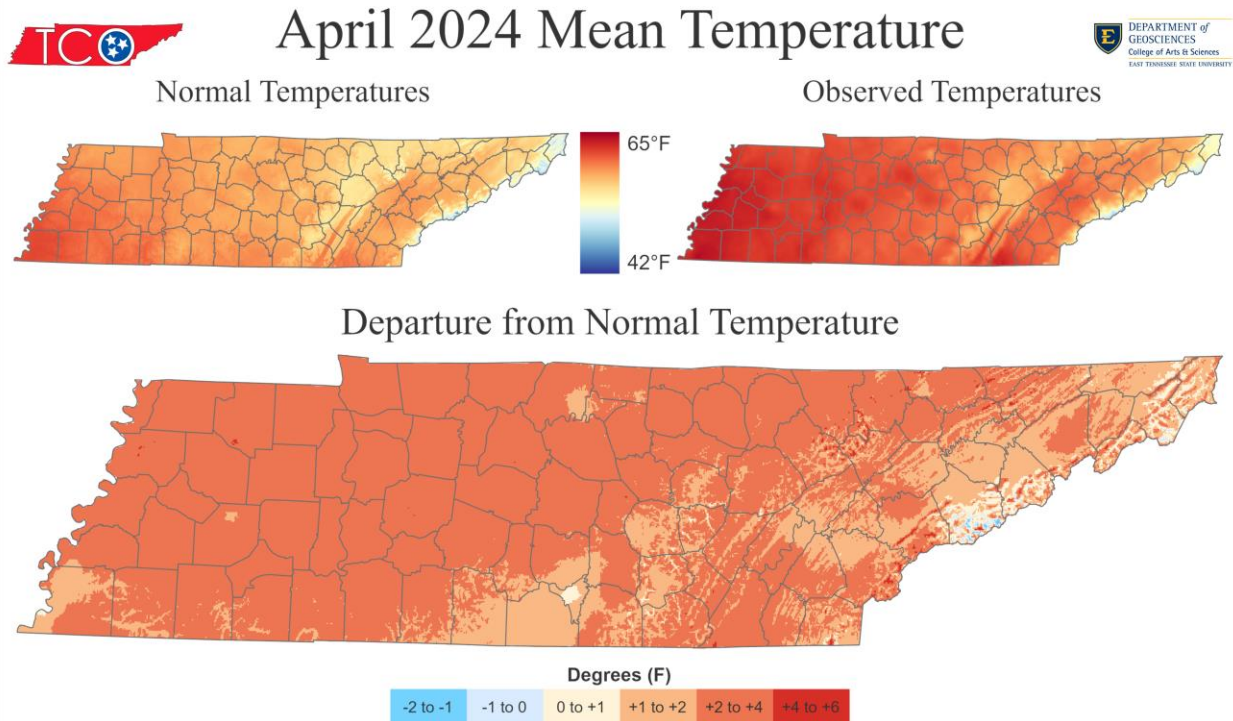 TCO
April 2024 Mean Temperature
E
DEPARTMENT of
GEOSCIENCES
College of Arts & Sciences
EAST TENNESSEE STATE UNIVERSITY
Normal Temperatures
Observed Temperatures
65°F
42°F
Departure from Normal Temperature
Degrees (F)
-2 to -1 -1 to 0 0 to +1 +1 to +2 +2 to +4 +4 to +6